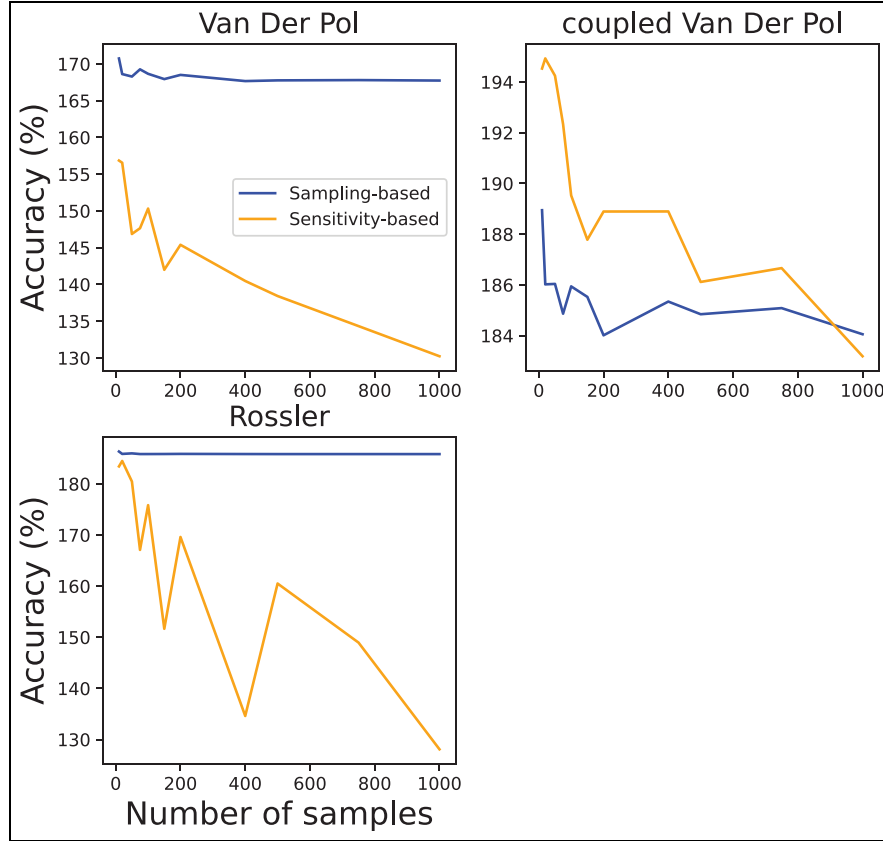 Van Der Pol
Accuracy (%)
170
165
160
155
150
145
140
135
130
Sampling-based
Sensitivity-based
0 200 400 600 800 1000
coupled Van Der Pol
194
192
190
188
186
184
0 200 400 600 800 1000
Rossler
Accuracy (%)
180
170
160
150
140
130
0 200 400 600 800 1000
Number of samples